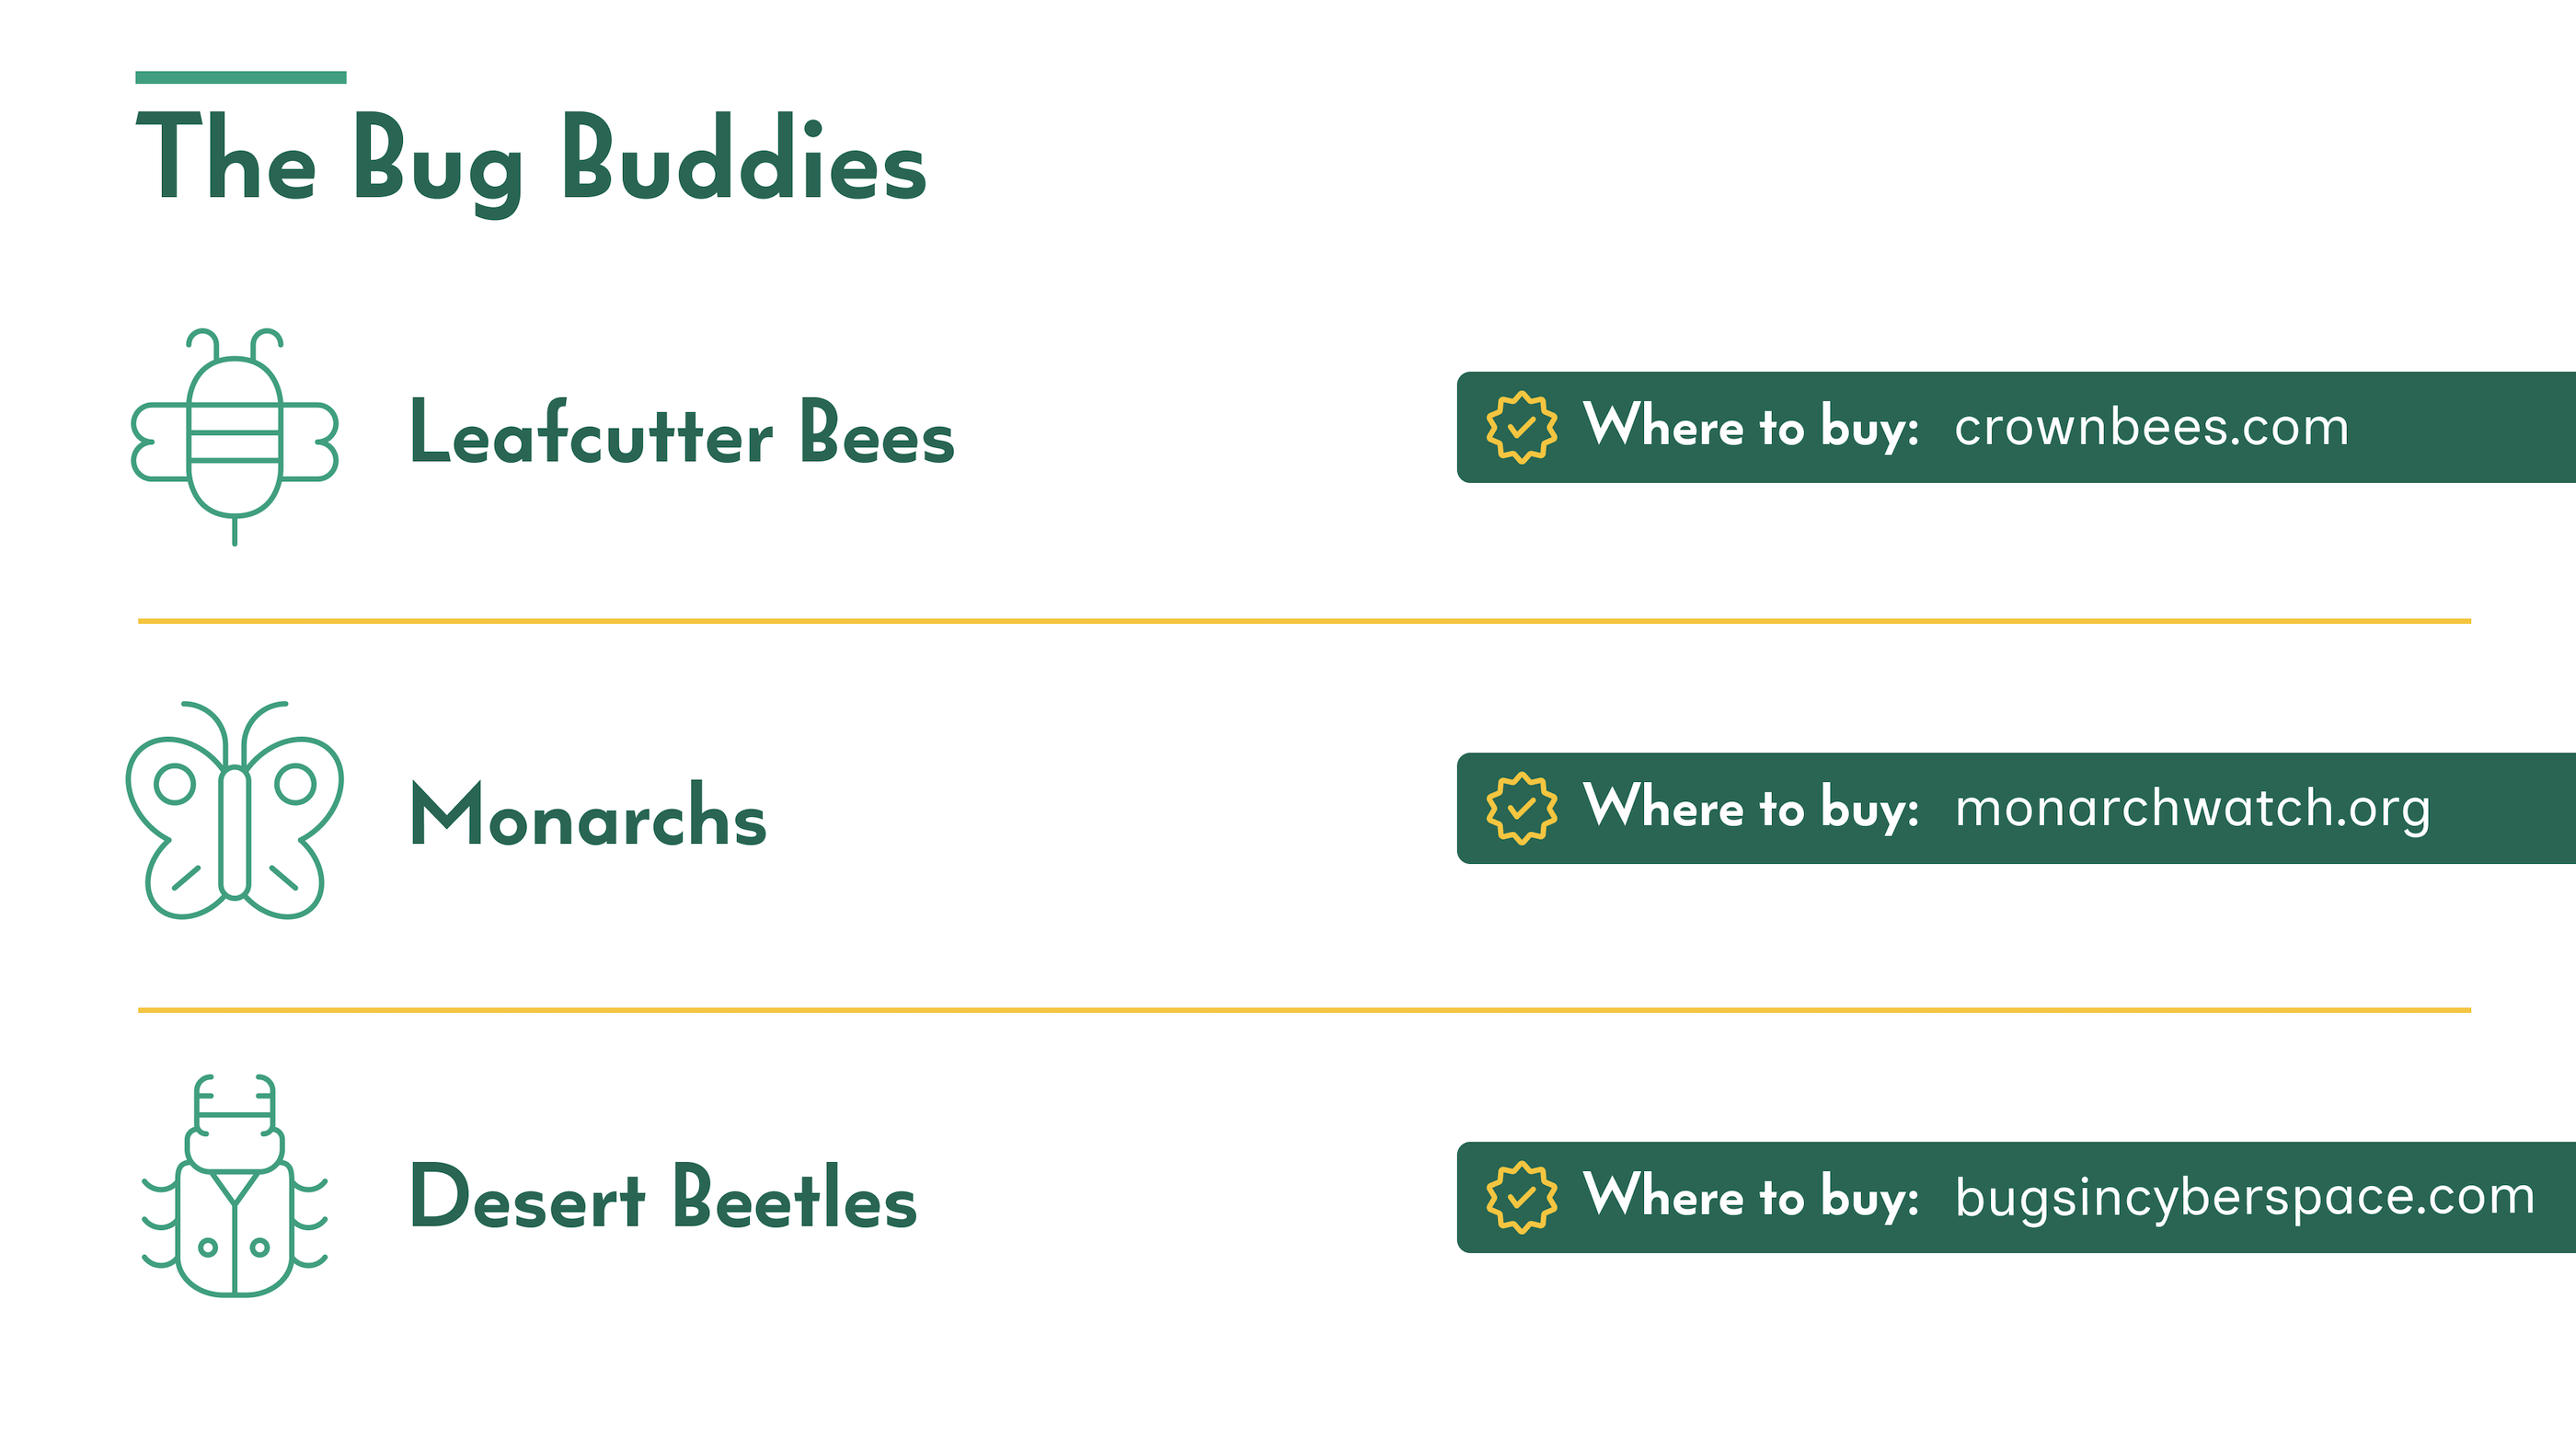 The Bug Buddies
Leafcutter Bees
Where to buy: crownbees.com
Monarchs
Where to buy: monarchwatch.org
Desert Beetles
Where to buy: bugsincyberspace.com